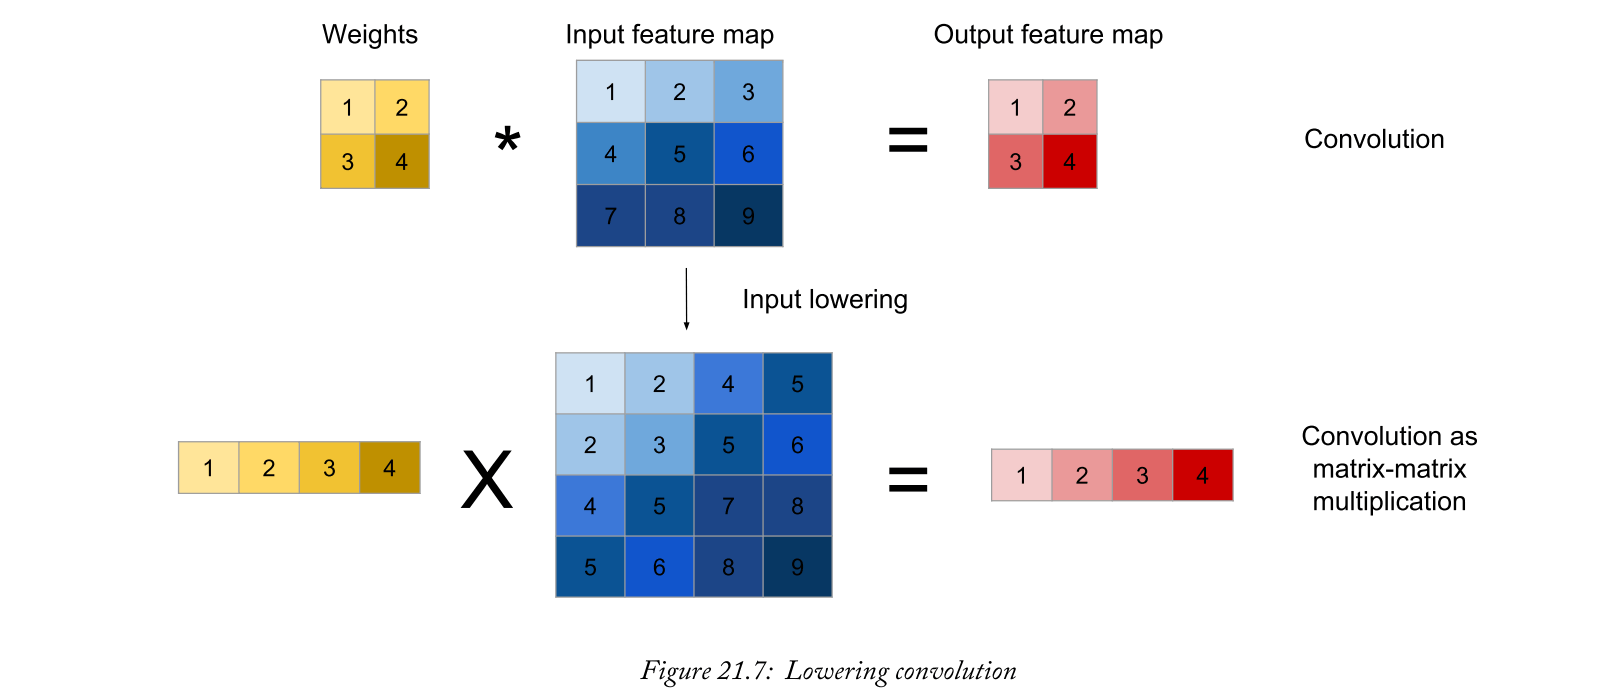 Weights Input feature map Output feature map
1 2
3 4
*
1 2 3
4 5 6
7 8 9
=
1 2
3 4
Convolution
Input lowering
1 2 3 4
X
1 2 4 5
2 3 5 6
4 5 7 8
5 6 8 9
=
1 2 3 4
Convolution as
matrix-matrix
multiplication
Figure 21.7: Lowering convolution